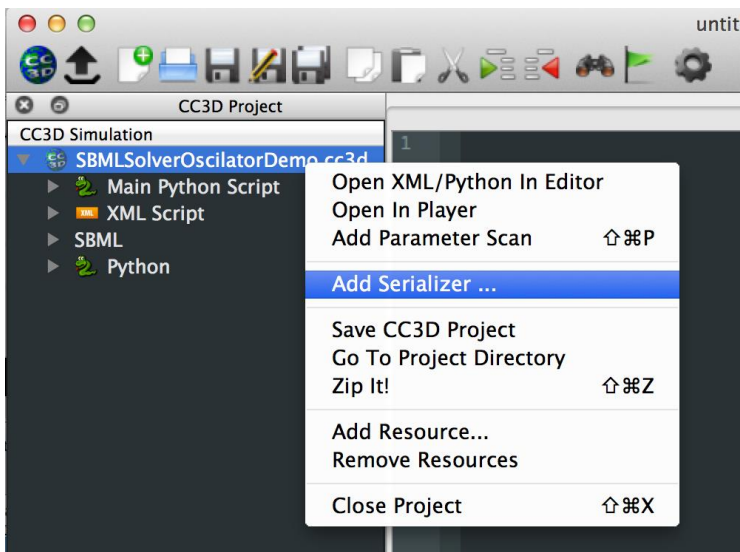 untit
CC3D Project
CC3D Simulation
1
SBMLSolverOscilatorDemo.cc3d
Main Python Script
XML Script
SBML
Python
Open XML/Python In Editor
Open In Player
Add Parameter Scan ⇧⌘P
Add Serializer ...
Save CC3D Project
Go To Project Directory
Zip It! ⇧⌘Z
Add Resource...
Remove Resources
Close Project ⇧⌘X